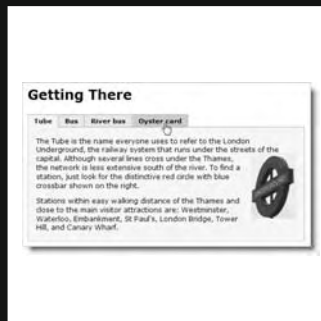 Getting There
Tube Bus River bus Oyster card
The Tube is the name everyone uses to refer to the London
Underground, the railway system that runs under the streets of the
capital. Although several lines cross under the Thames,
the network is less extensive south of the river. To find a
station, just look for the distinctive red circle with blue
crossbar shown on the right.
Stations within easy walking distance of the Thames and
close to the main visitor attractions are: Westminster,
Waterloo, Embankment, St Paul's, London Bridge, Tower
Hill, and Canary Wharf.